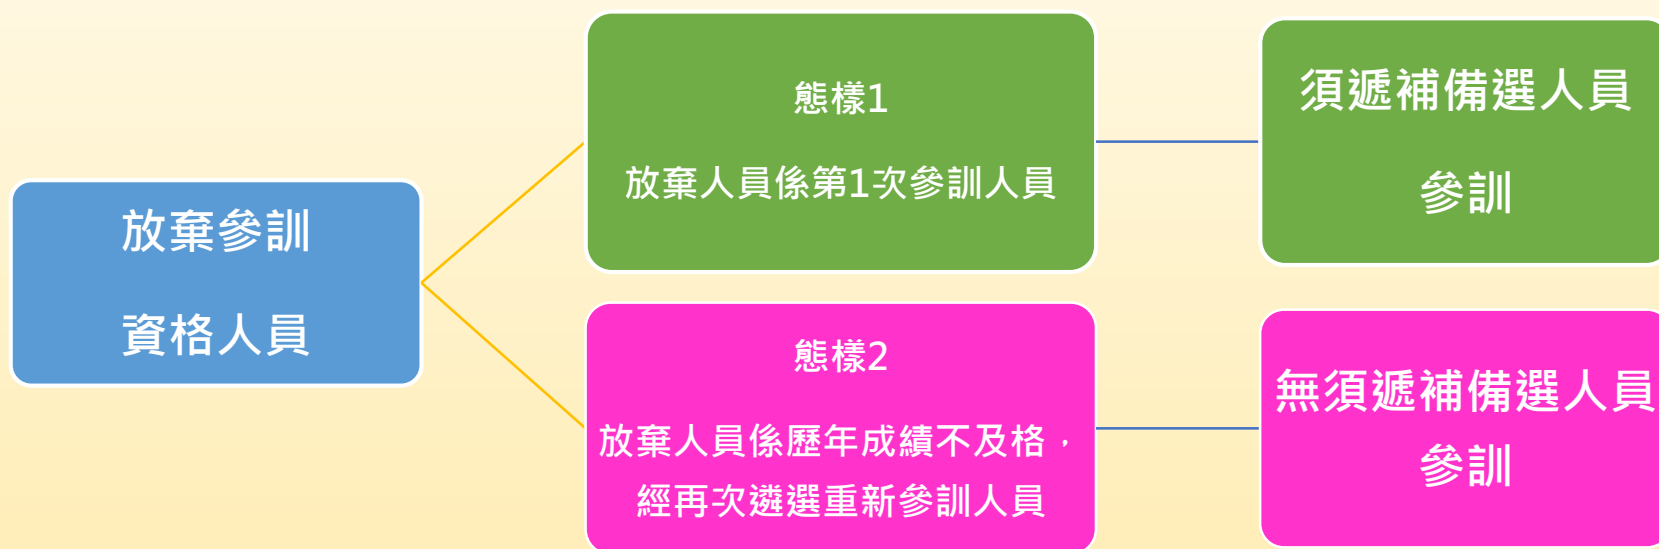 放棄參訓
資格人員
態樣1
放棄人員係第1次參訓人員
須遞補備選人員
參訓
態樣2
放棄人員係歷年成績不及格，
經再次遴選重新參訓人員
無須遞補備選人員
參訓